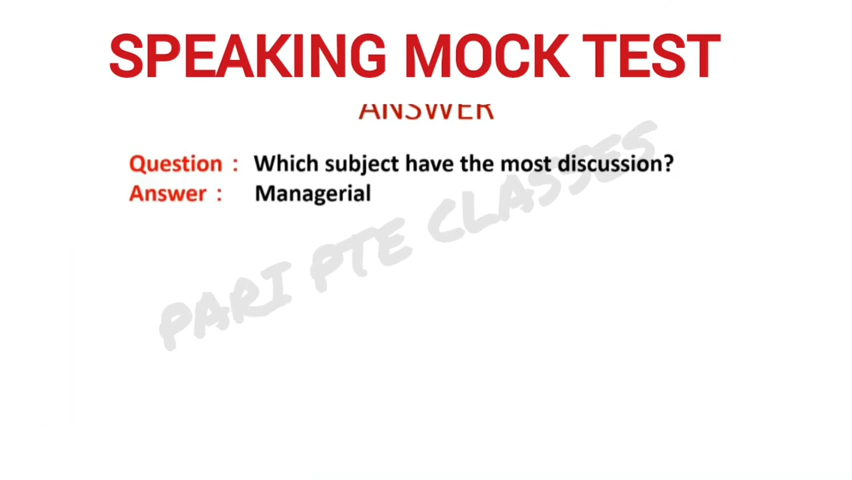 SPEAKING MOCK TEST
ANSWER
Question : Which subject have the most discussion?
Answer : Managerial
PARI PTE CLASSES